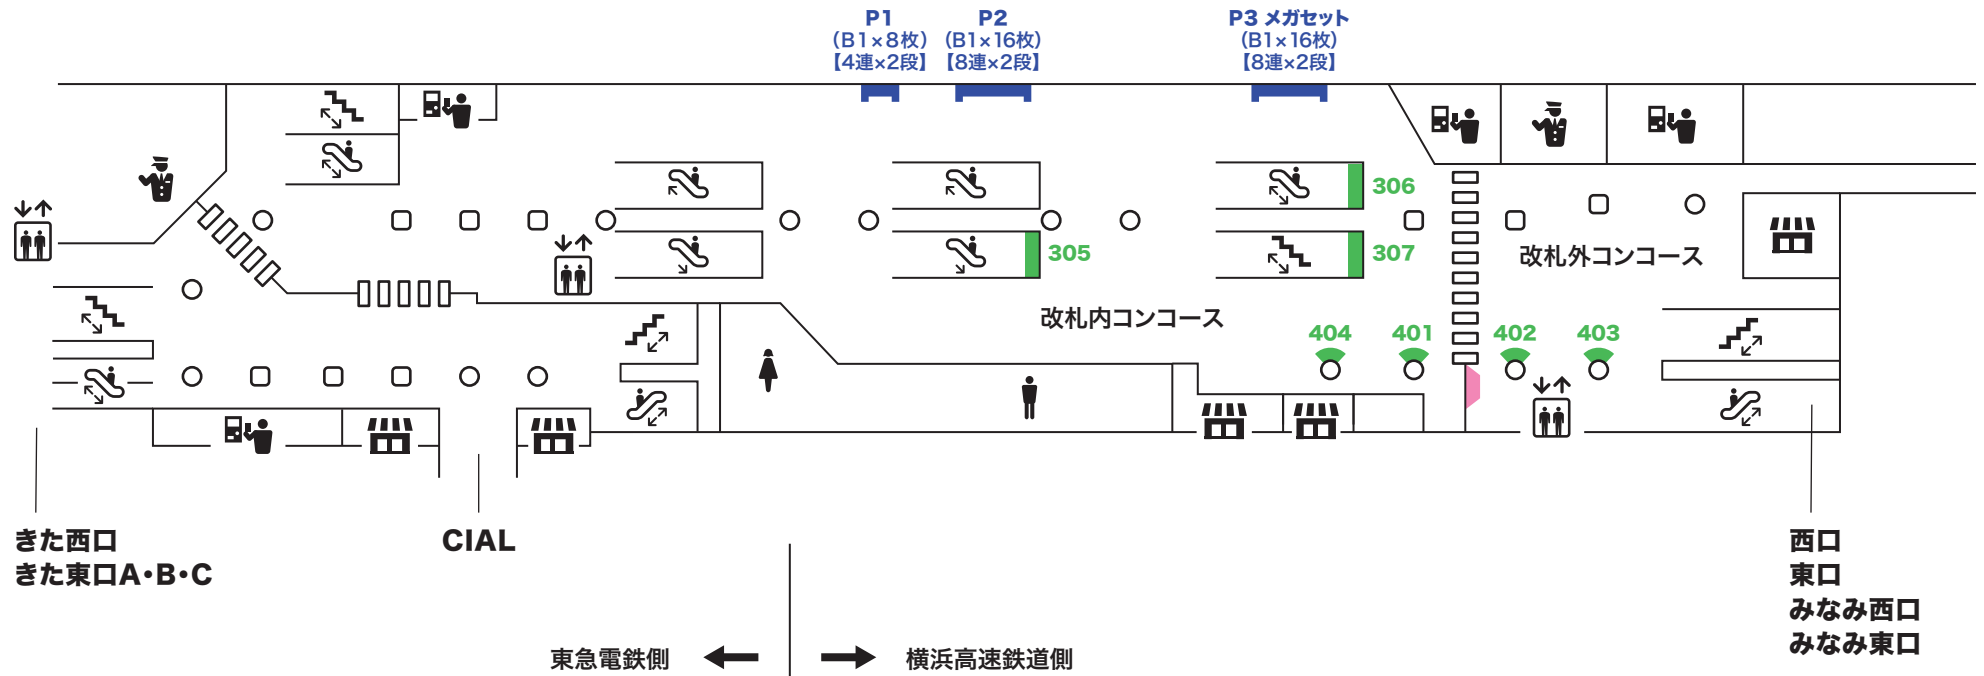 P1
（B1×8枚）
【4連×2段】
P2
（B1×16枚）
【8連×2段】
P3 メガセット
（B1×16枚）
【8連×2段】
306
305
307
改札外コンコース
改札内コンコース
404
401
402
403
きた西口
きた東口A・B・C
CIAL
西口
東口
みなみ西口
みなみ東口
東急電鉄側
横浜高速鉄道側